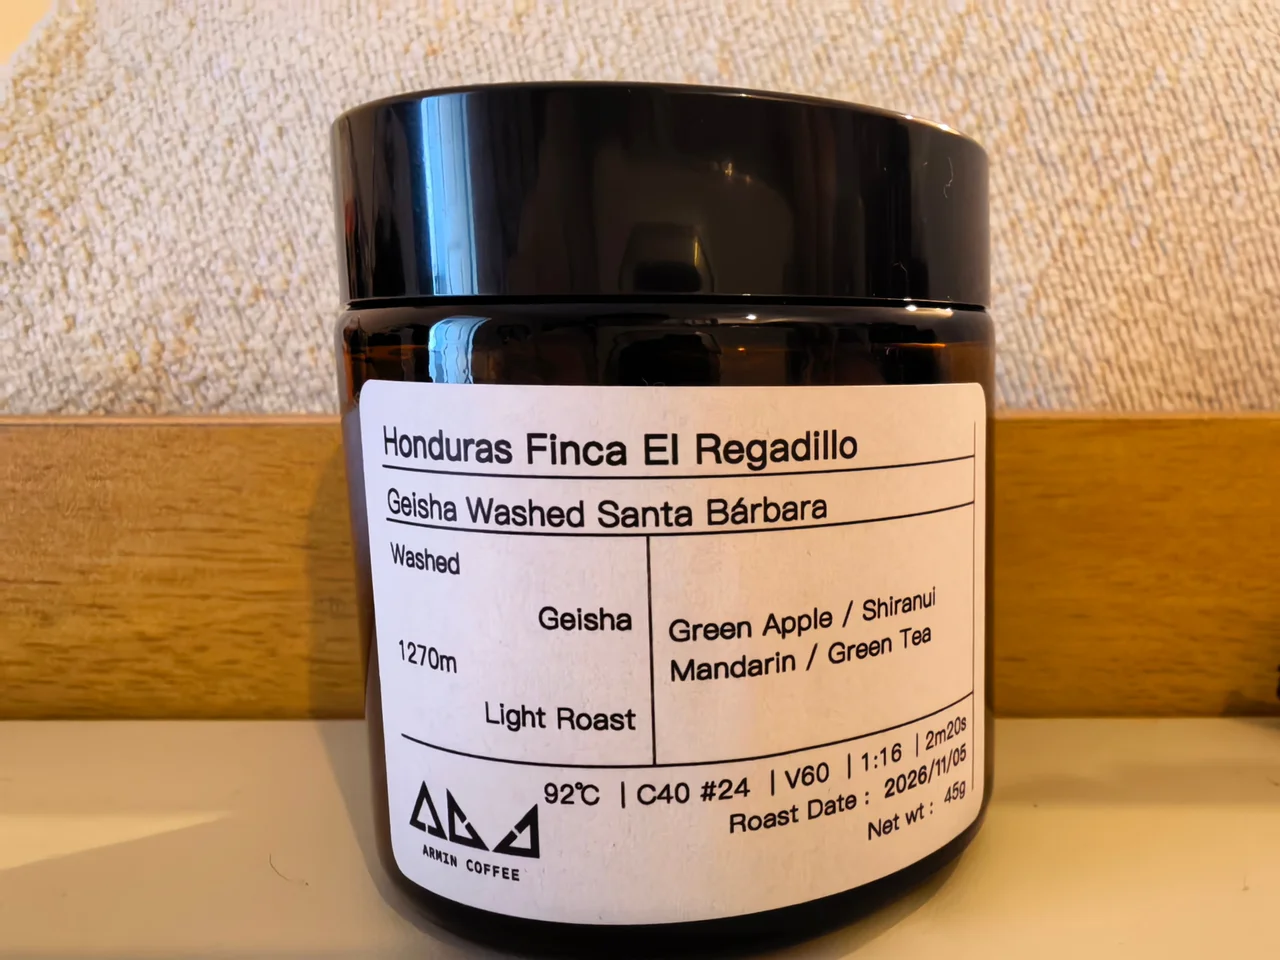 Honduras Finca El Regadillo
Geisha Washed Santa Bárbara
Washed
Geisha
1270m
Light Roast
Green Apple / Shiranui
Mandarin / Green Tea
92℃ | C40 #24 | V60 | 1:16 | 2m20s
Roast Date : 2026/11/05
Net wt : 45g
ARMIN COFFEE